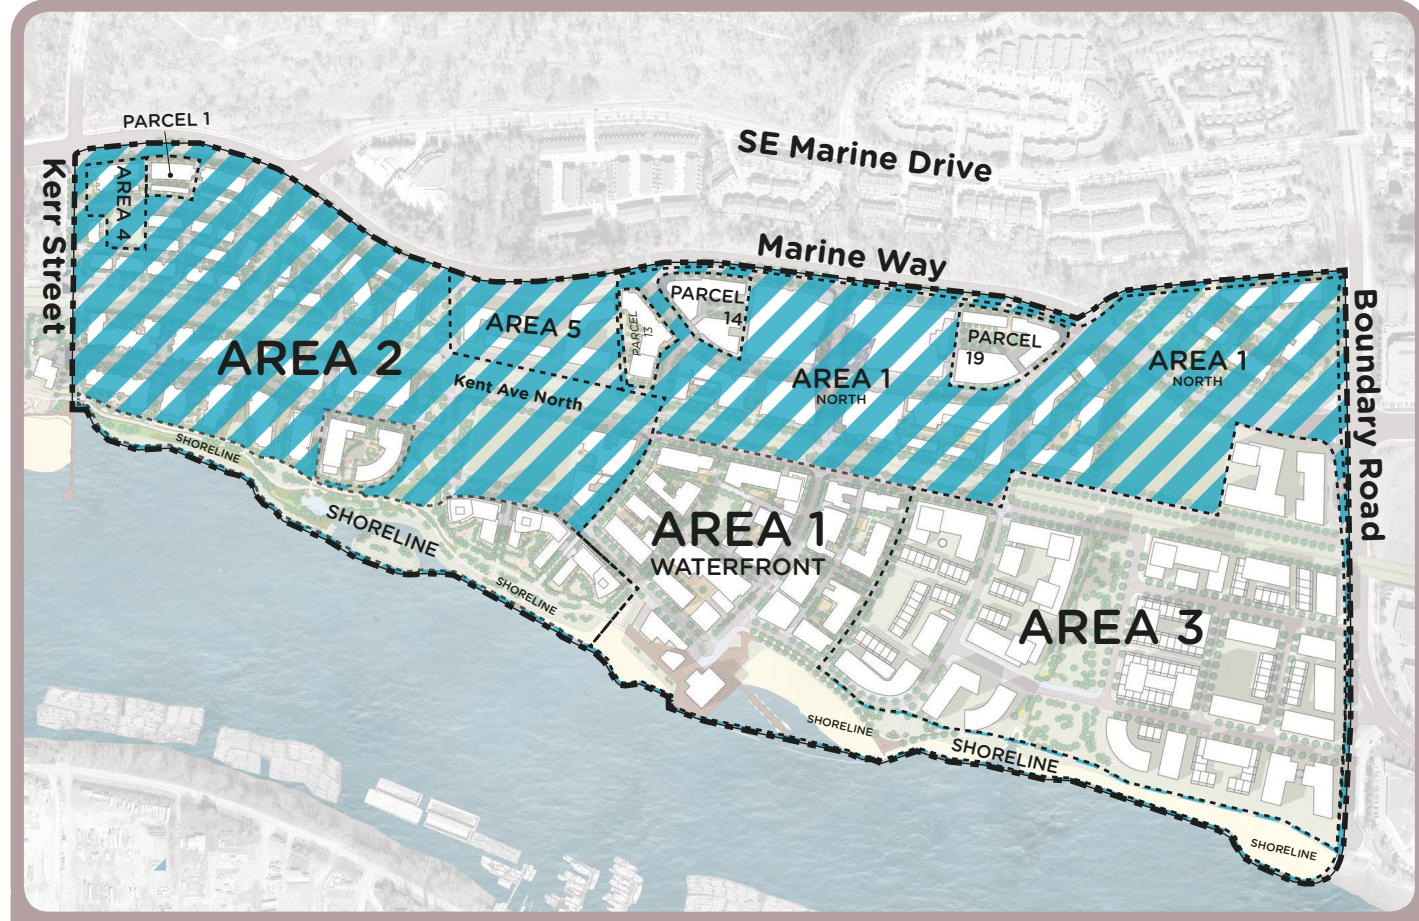 PARCEL 1
SE Marine Drive
Kerr Street
AREA 4
Marine Way
PARCEL
14
PARCEL
13
AREA 5
PARCEL
19
Boundary Road
AREA 2
AREA 1
NORTH
AREA 1
NORTH
Kent Ave North
SHORELINE
SHORELINE
AREA 1
WATERFRONT
SHORELINE
AREA 3
SHORELINE
SHORELINE
SHORELINE